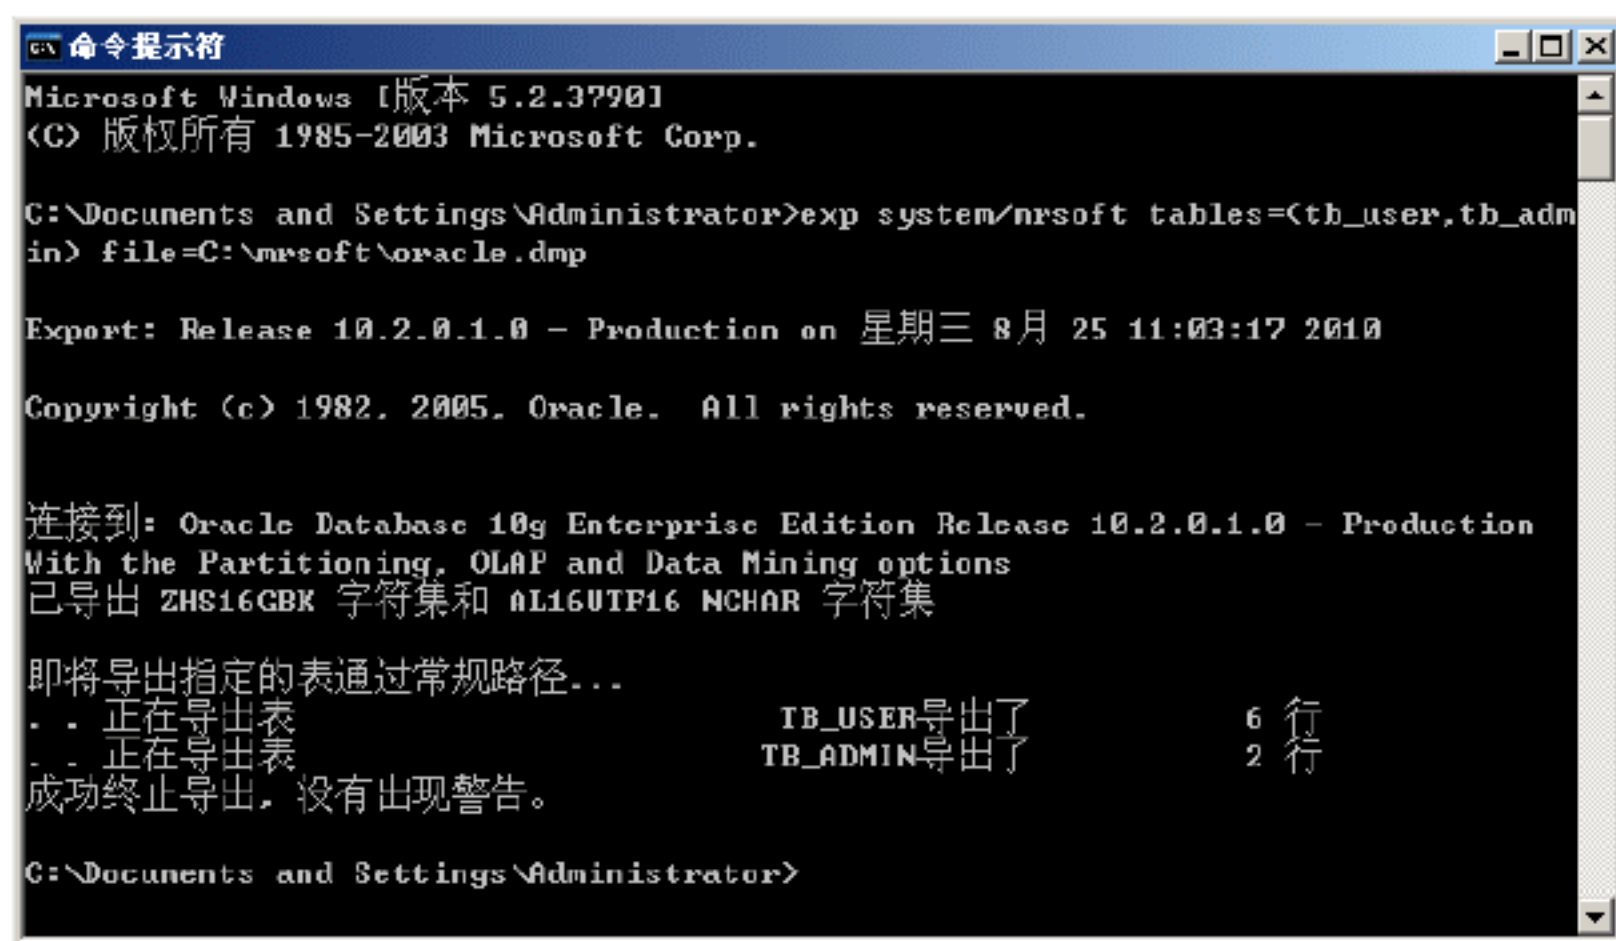 命令提示符
Microsoft Windows [版本 5.2.3790]
(C) 版权所有 1985-2003 Microsoft Corp.
C:\Documents and Settings\Administrator>exp system/mrsoft tables=(tb_user,tb_adm
in) file=C:\mrsoft\oracle.dmp
Export: Release 10.2.0.1.0 - Production on 星期三 8月 25 11:03:17 2010
Copyright (c) 1982, 2005, Oracle.  All rights reserved.
连接到: Oracle Database 10g Enterprise Edition Release 10.2.0.1.0 - Production
With the Partitioning, OLAP and Data Mining options
已导出 ZHS16GBK 字符集和 AL16UTF16 NCHAR 字符集
即将导出指定的表通过常规路径...
. . 正在导出表 TB_USER导出了 6 行
. . 正在导出表 TB_ADMIN导出了 2 行
成功终止导出, 没有出现警告。
C:\Documents and Settings\Administrator>